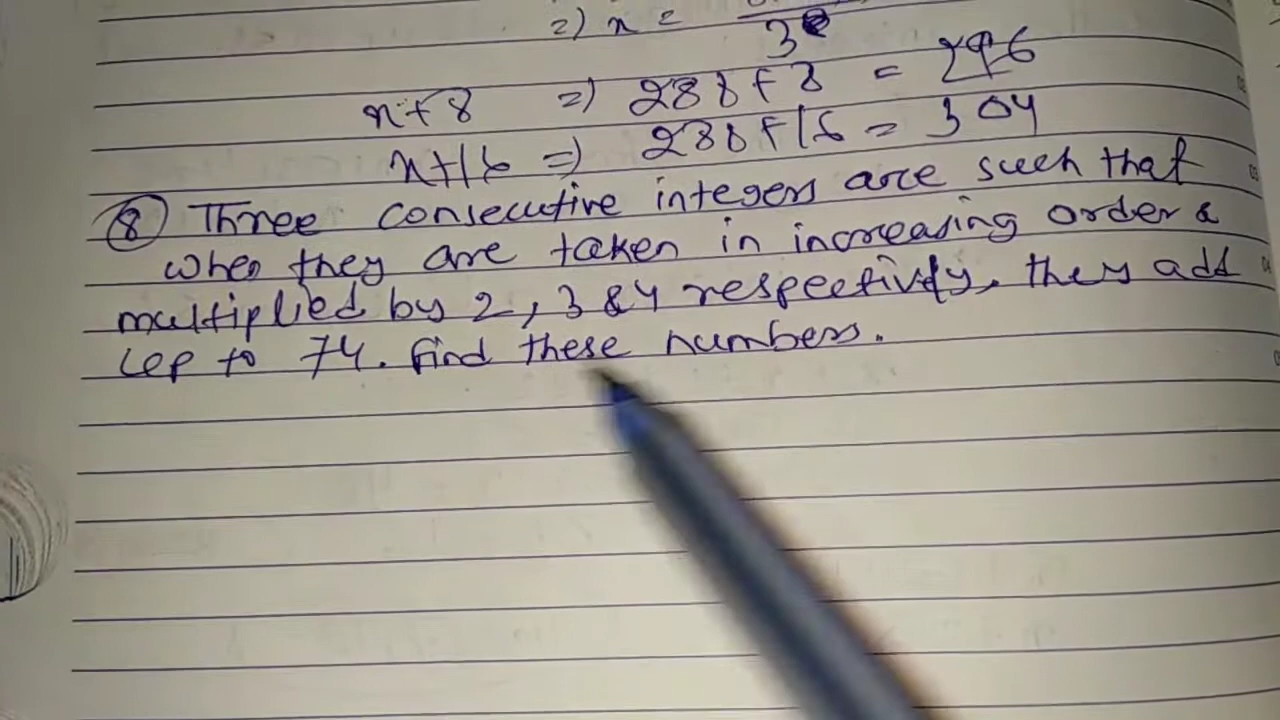 =) x =
3
x+8 =) 288+8 = 296
x+16 =) 288+16 = 304
(8) Three consecutive integers are such that
when they are taken in increasing order &
multiplied by 2, 3 & 4 respectively, they add
up to 74. Find these numbers.